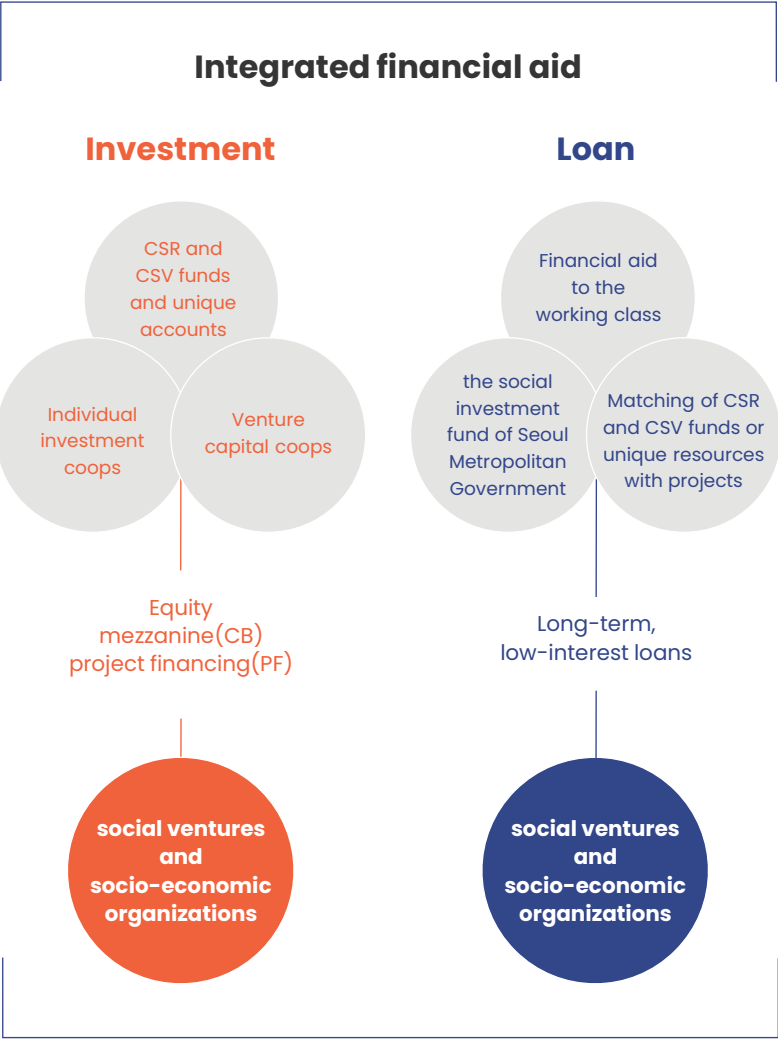 Integrated financial aid
Investment
CSR and
CSV funds
and unique
accounts
Individual
investment
coops
Venture
capital coops
Equity
mezzanine(CB)
project financing(PF)
social ventures
and
socio-economic
organizations
Loan
Financial aid
to the
working class
the social
investment
fund of Seoul
Metropolitan
Government
Matching of CSR
and CSV funds or
unique resources
with projects
Long-term,
low-interest loans
social ventures
and
socio-economic
organizations